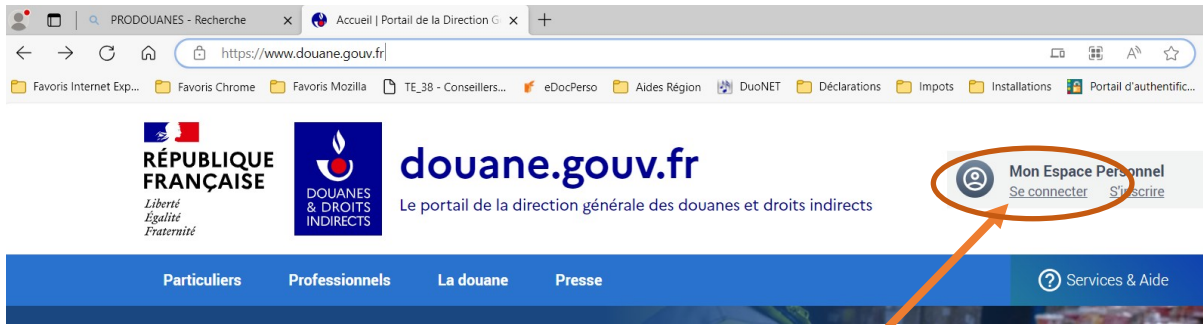 PRODOUANES - Recherche
Accueil | Portail de la Direction G
https://www.douane.gouv.fr
Favoris Internet Exp... Favoris Chrome Favoris Mozilla TE_38 - Conseillers... eDocPerso Aides Région DuoNET Déclarations Impots Installations Portail d'authentific...
RÉPUBLIQUE
FRANÇAISE
Liberté
Égalité
Fraternité
DOUANES
& DROITS
INDIRECTS
douane.gouv.fr
Le portail de la direction générale des douanes et droits indirects
Mon Espace Personnel
Se connecter S'inscrire
Particuliers Professionnels La douane Presse Services & Aide